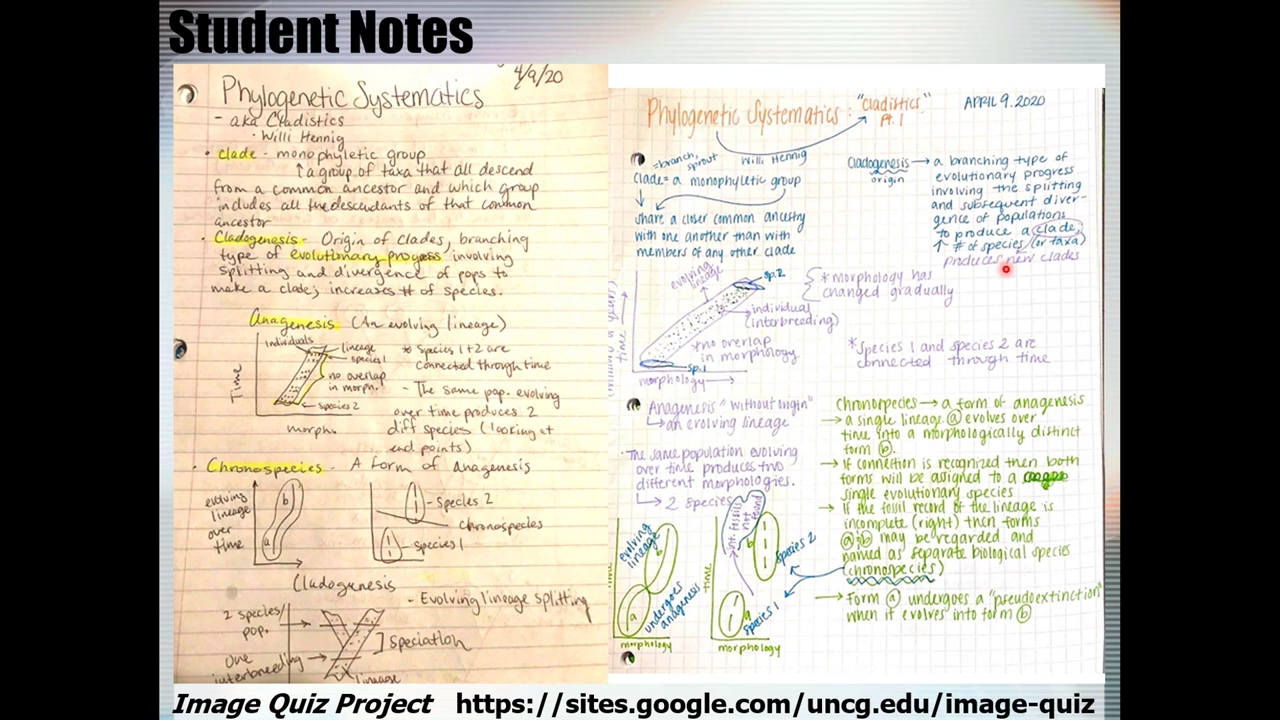 Student Notes
4/9/20
Phylogenetic Systematics
- aka Cladistics
· Willi Hennig
• clade - monophyletic group
↑ a group of taxa that all descend
from a common ancestor and which group
includes all the descendants of that common
ancestor
• Cladogenesis - Origin of clades, branching
type of evolutionary progress involving
splitting and divergence of pops to
make a clade, increases # of species.
Anagenesis (An evolving lineage)
individuals
lineage
species 1
no overlap
in morph.
species 2
Time
morpho
* Species 1+2 are
connected through time
- The same pop. evolving
over time produces 2
diff species (looking at
end points)
• Chronospecies - A form of Anagenesis
evolving
lineage
over
time
b
a
Species 2
chronospecies
Species 1
Cladogenesis
- Evolving lineage splitting
2 species/
pop.
speciation
one
interbreeding
lineage
Phylogenetic Systematics: "Cladistics"
Pt. 1
APRIL 9. 2020
=branch,
sprout
Willi Hennig
Clade = a monophyletic group
share a closer common ancestry
with one another than with
members of any other clade
Cladogenesis → a branching type of
origin
evolutionary progress
involving the splitting
and subsequent diver-
gence of populations
to produce a clade;
↑ # of species (or taxa)
produces new clades
evolving
lineage
sp. 2
individual
(interbreeding)
no overlap
in morphology
sp. 1
time
morphology →
*morphology has
changed gradually
*species 1 and species 2 are
connected through time
Anagenesis "without origin"
↳ an evolving lineage
• The same population evolving
over time produces two
different morphologies.
↳ 2 species
Chronospecies → a form of anagenesis
→ a single lineage (a) evolves over
time into a morphologically distinct
form (b).
→ If connection is recognized then both
forms will be assigned to a
single evolutionary species
→ If the fossil record of the lineage is
incomplete (right) then forms
(a);(b) may be regarded and
named as separate biological species
(chronospecies)
→ Form (a) undergoes a "pseudoextinction"
when it evolves into form (b)
evolving
lineage
b
a
undergoes
anagenesis
morphology
int. fossils
not found
time
b
species 2
a
species 1
morphology
Image Quiz Project https://sites.google.com/uncg.edu/image-quiz